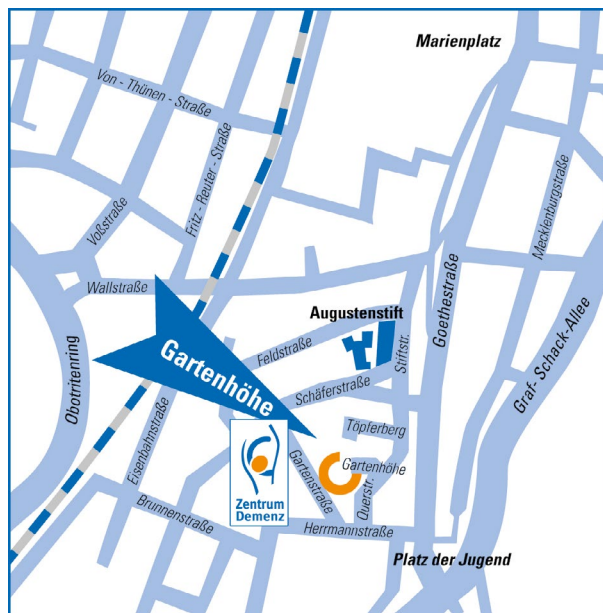 Marienplatz
Von - Thünen - Straße
Fritz - Reuter - Straße
Voßstraße
Mecklenburgstraße
Wallstraße
Augustenstift
Goethestraße
Gartenhöhe
Feldstraße
Stiftstr.
Graf- Schack-Allee
Obotritenring
Schäferstraße
Eisenbahnstraße
Töpferberg
Gartenstraße
Gartenhöhe
Querstr.
Zentrum
Demenz
Brunnenstraße
Herrmannstraße
Platz der Jugend